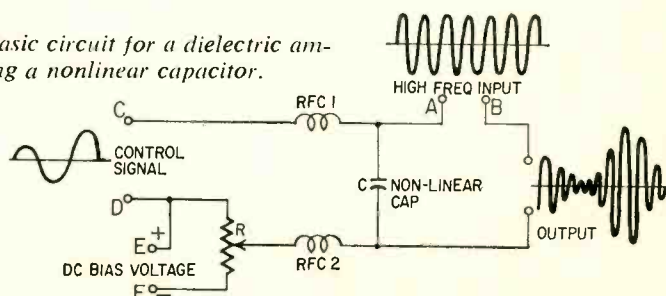 asic circuit for a dielectric am-
ng a nonlinear capacitor.
HIGH FREQ INPUT
A B
C
RFC 1
CONTROL
SIGNAL
C NON-LINEAR
CAP
D
E +
R
DC BIAS VOLTAGE
RFC 2
OUTPUT
F −